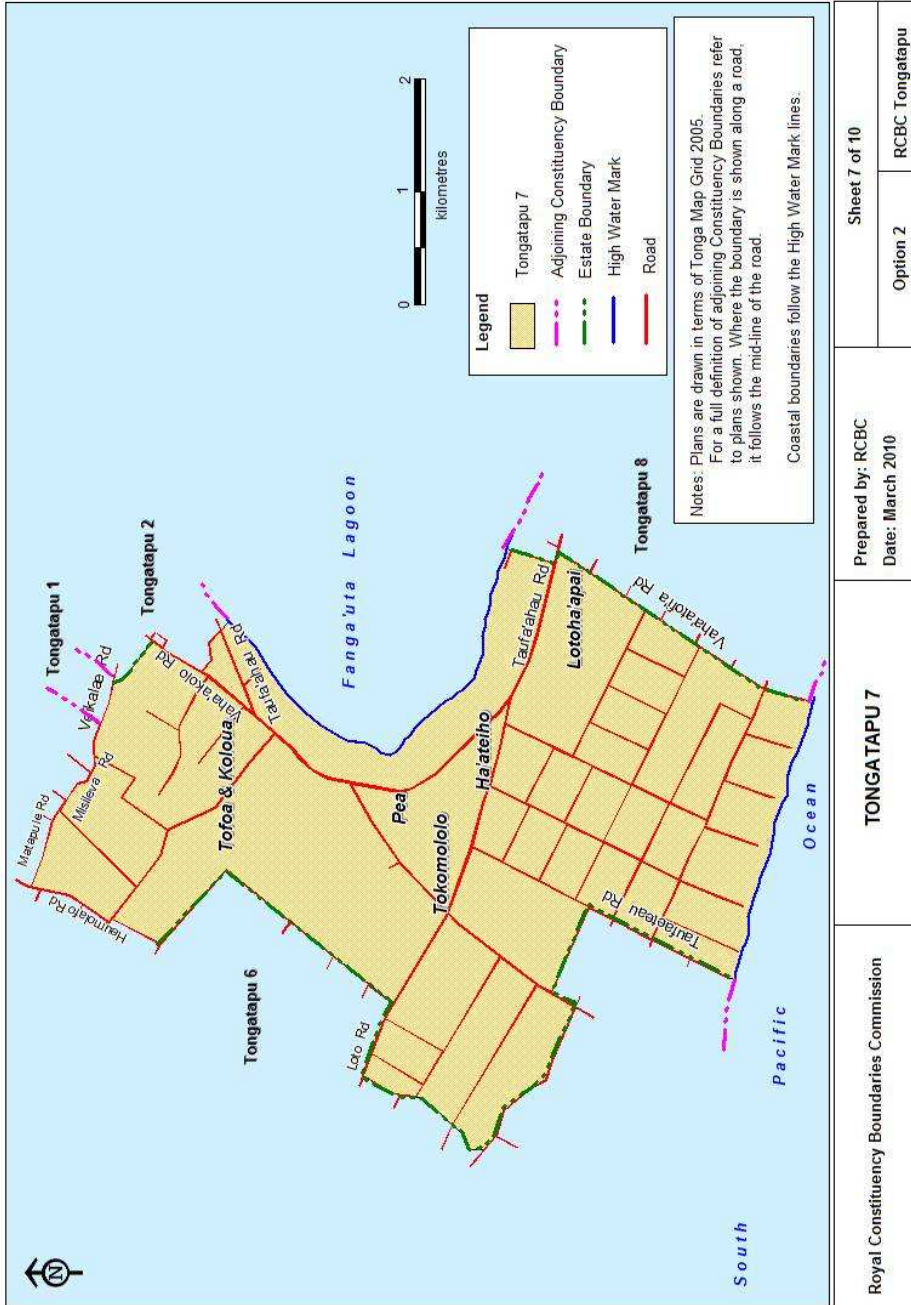 N
Tongatapu 1
Tongatapu 2
Matapule Rd
Misileva Rd
Veikalae Rd
Haumolafo Rd
Vaha'akolo Rd
Taufa'ahau Rd
Tofoa & Koloua
Tongatapu 6
Fanga'uta Lagoon
Pea
Loto Rd
Tokomololo
Ha'ateiho
Taufa'ahau Rd
Lotoha'apai
Tongatapu 8
Vaha'atofia Rd
Taufaeteau Rd
South Pacific Ocean
0 1 2
kilometres
Legend
Tongatapu 7
Adjoining Constituency Boundary
Estate Boundary
High Water Mark
Road
Notes: Plans are drawn in terms of Tonga Map Grid 2005.
For a full definition of adjoining Constituency Boundaries refer
to plans shown. Where the boundary is shown along a road,
it follows the mid-line of the road.
Coastal boundaries follow the High Water Mark lines.
Royal Constituency Boundaries Commission
TONGATAPU 7
Prepared by: RCBC
Date: March 2010
Sheet 7 of 10
Option 2
RCBC Tongatapu